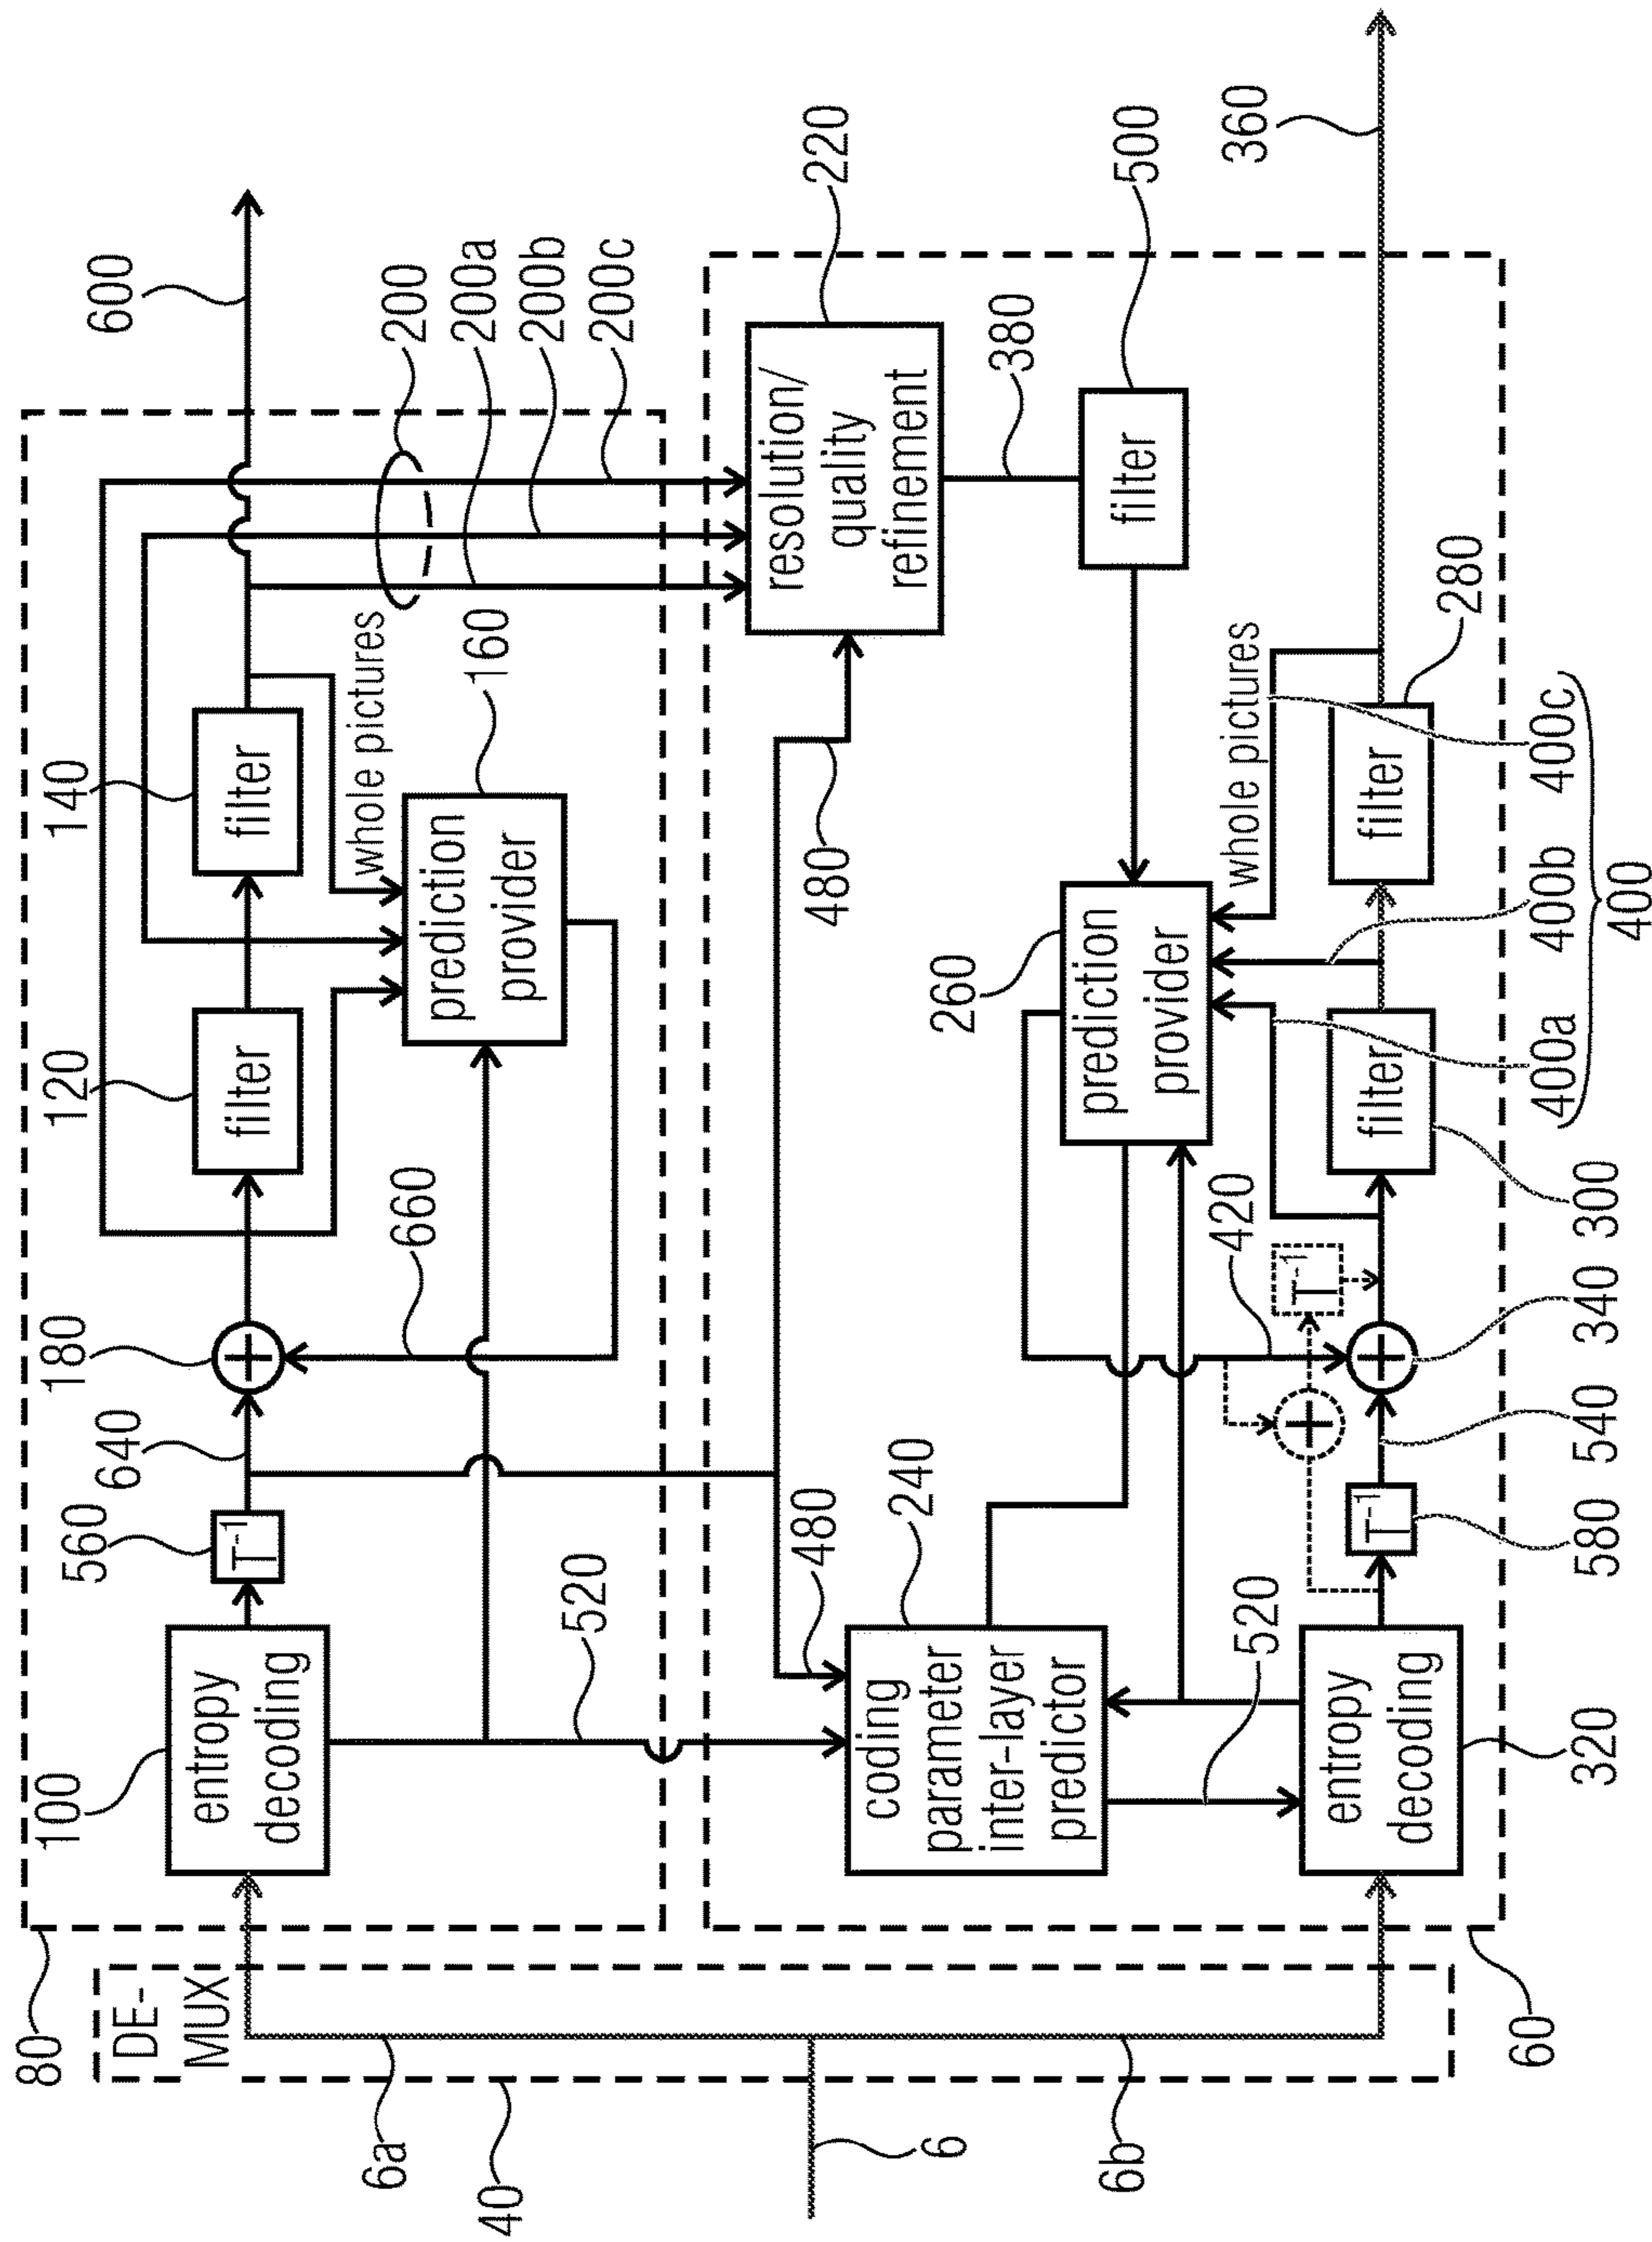 600
200
200a
200b
200c
220
500
360
380
140
filter
whole pictures
160
resolution/
quality
refinement
filter
280
120
filter
prediction
provider
480
whole pictures
filter
400c
400b
400a
400
660
260
prediction
provider
filter
300
180
420
T-1
340
640
560
T-1
520
480
240
540
T-1
580
520
100
entropy
decoding
coding
parameter
inter-layer
predictor
entropy
decoding
320
80
DE-
MUX
60
6a
40
6
6b